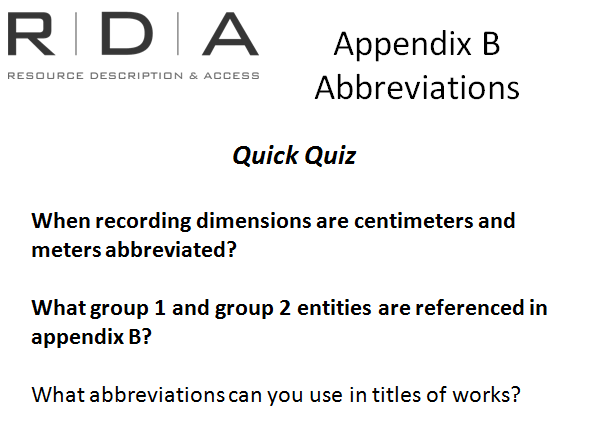 R|D|A
RESOURCE DESCRIPTION & ACCESS
Appendix B
Abbreviations
Quick Quiz
When recording dimensions are centimeters and
meters abbreviated?
What group 1 and group 2 entities are referenced in
appendix B?
What abbreviations can you use in titles of works?